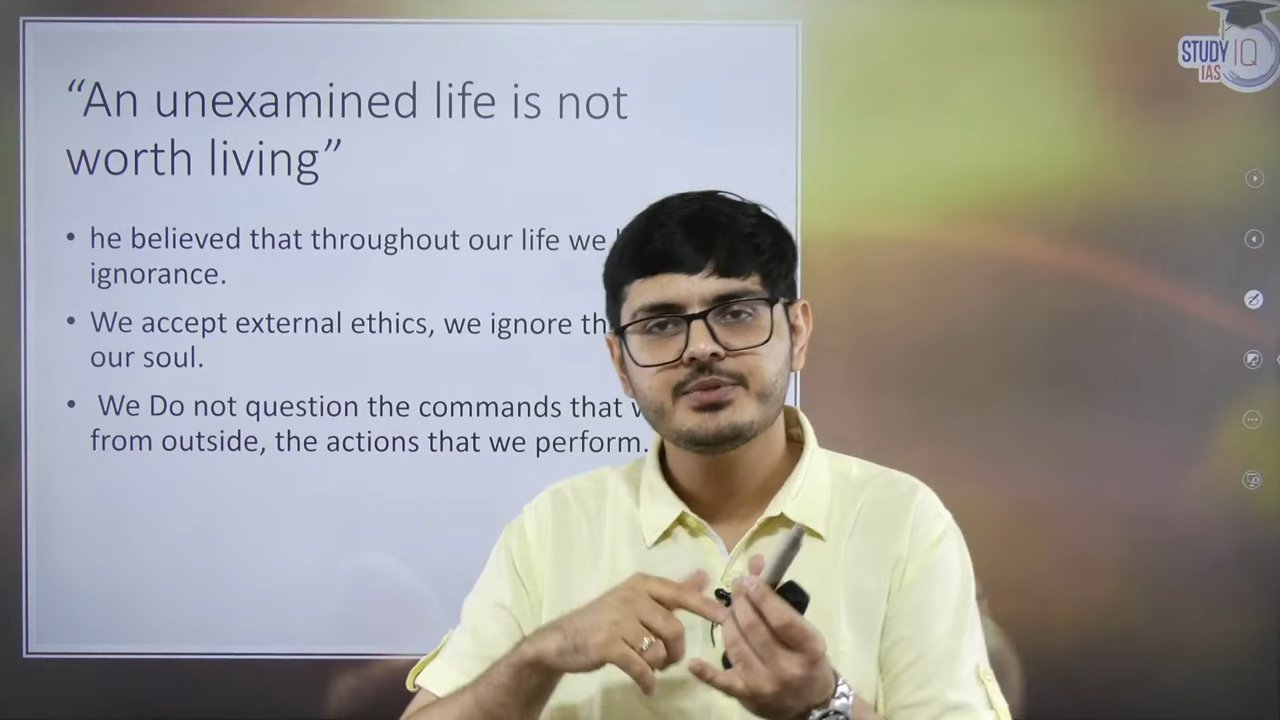 “An unexamined life is not
worth living”
• he believed that throughout our life we
ignorance.
• We accept external ethics, we ignore
our soul.
• We Do not question the commands that
from outside, the actions that we perform.
STUDY IQ
IAS